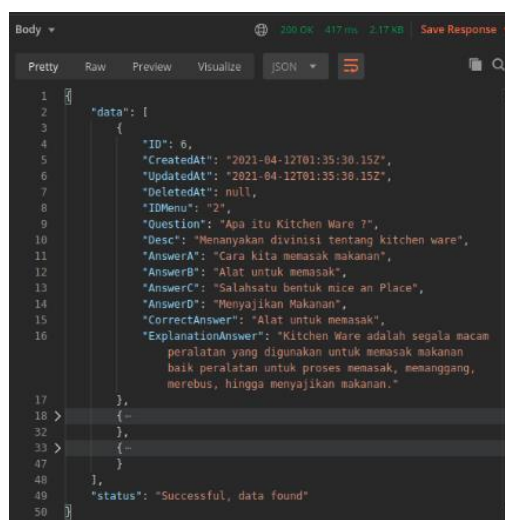 Body
200 OK 417 ms 2.17 KB Save Response
Pretty Raw Preview Visualize JSON
1 {
2 "data": [
3 {
4 "ID": 6,
5 "CreatedAt": "2021-04-12T01:35:30.15Z",
6 "UpdatedAt": "2021-04-12T01:35:30.15Z",
7 "DeletedAt": null,
8 "IDMenu": "2",
9 "Question": "Apa itu Kitchen Ware ?",
10 "Desc": "Menanyakan divinisi tentang kitchen ware",
11 "AnswerA": "Cara kita memasak makanan",
12 "AnswerB": "Alat untuk memasak",
13 "AnswerC": "Salahsatu bentuk mice an Place",
14 "AnswerD": "Menyajikan Makanan",
15 "CorrectAnswer": "Alat untuk memasak",
16 "ExplanationAnswer": "Kitchen Ware adalah segala macam
peralatan yang digunakan untuk memasak makanan
baik peralatan untuk proses memasak, memanggang,
merebus, hingga menyajikan makanan."
17 },
18 > {
32 },
33 > {
47 }
48 ],
49 "status": "Successful, data found"
50 }